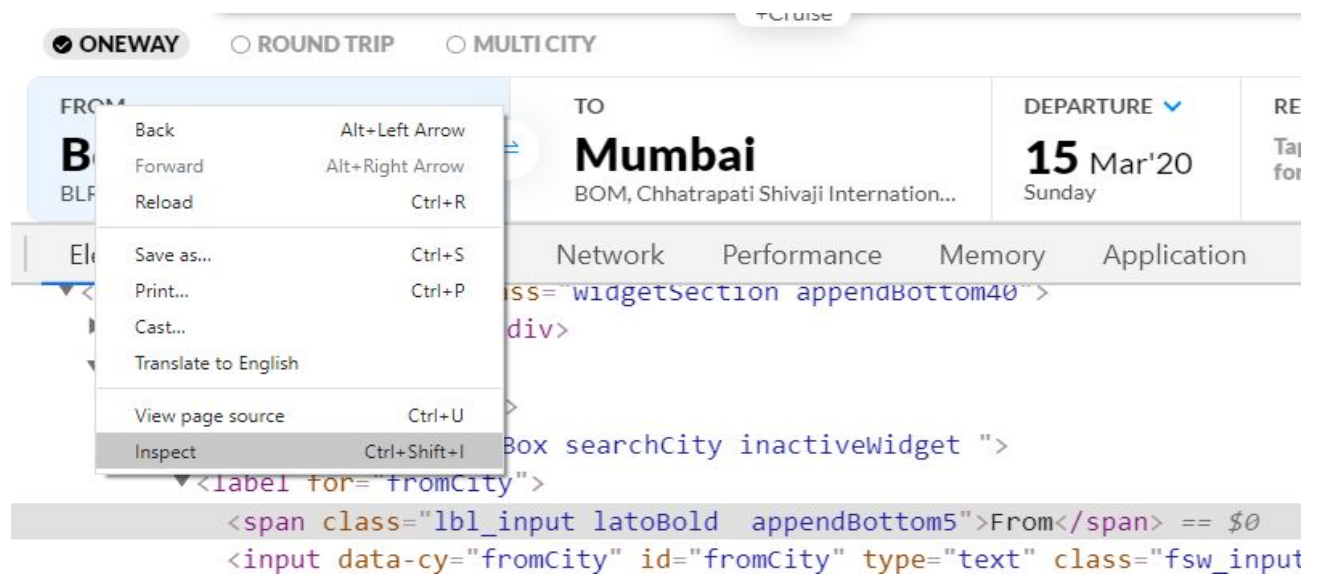 +Cruise
ONEWAY ROUND TRIP MULTI CITY
FROM TO DEPARTURE RE
Mumbai 15 Mar'20
BOM, Chhatrapati Shivaji Internation... Sunday
Back Alt+Left Arrow
Forward Alt+Right Arrow
Reload Ctrl+R
Save as... Ctrl+S
Print... Ctrl+P
Cast...
Translate to English
View page source Ctrl+U
Inspect Ctrl+Shift+I
Network Performance Memory Application
"widgetSection appendBottom40">
div>
>
Box searchCity inactiveWidget ">
▼<label for="fromCity">
<span class="lbl_input latoBold appendBottom5">From</span> == $0
<input data-cy="fromCity" id="fromCity" type="text" class="fsw_input